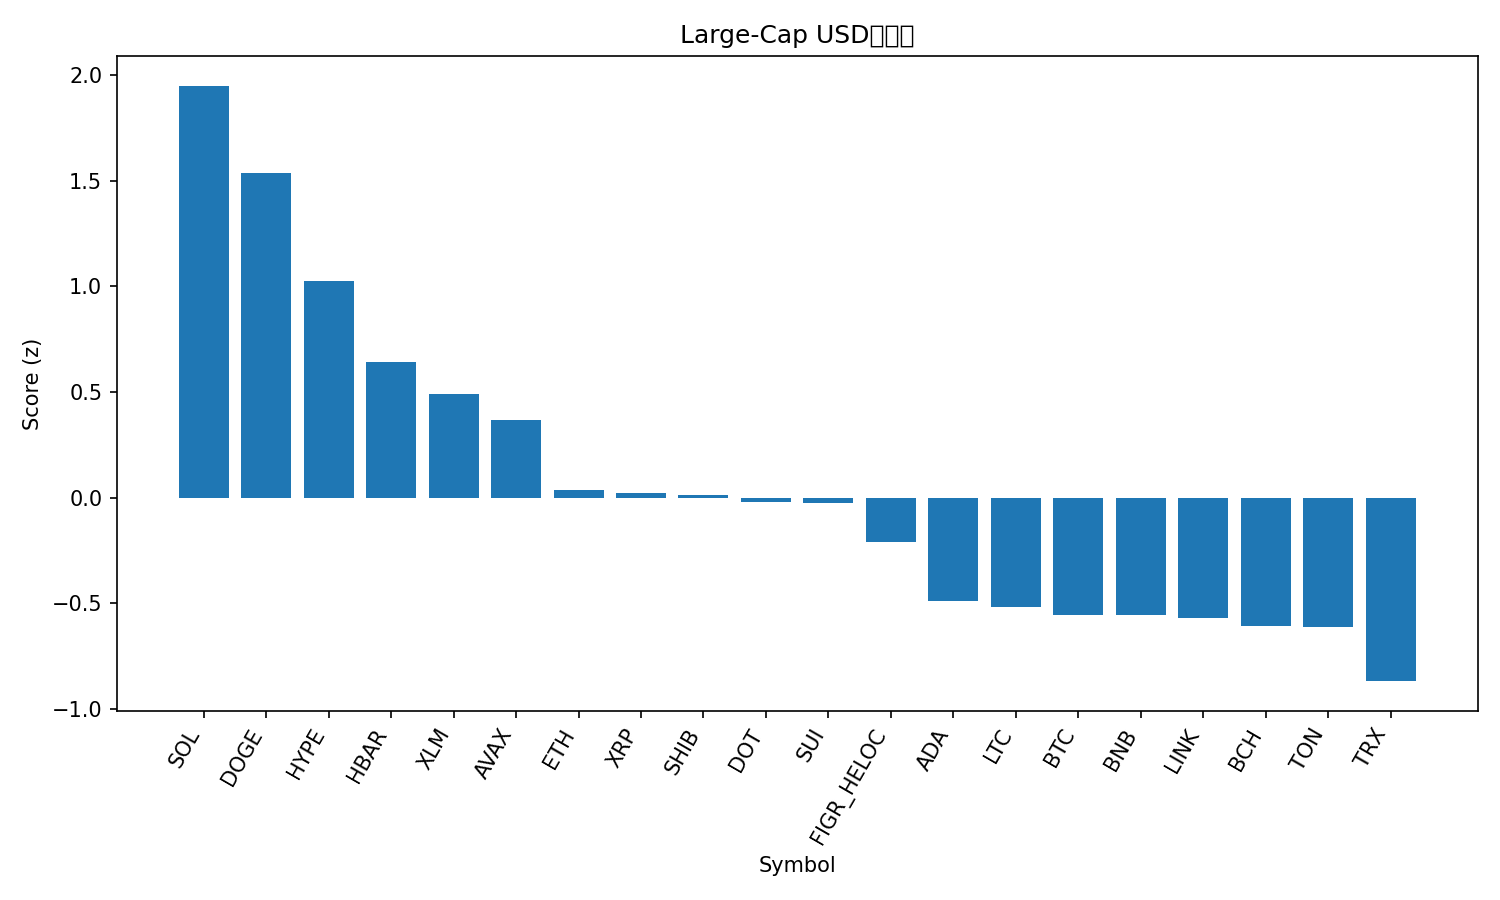 Large-Cap USD
2.0
1.5
1.0
0.5
0.0
−0.5
−1.0
Score (z)
SOL
DOGE
HYPE
HBAR
XLM
AVAX
ETH
XRP
SHIB
DOT
SUI
FIGR_HELOC
ADA
LTC
BTC
BNB
LINK
BCH
TON
TRX
Symbol